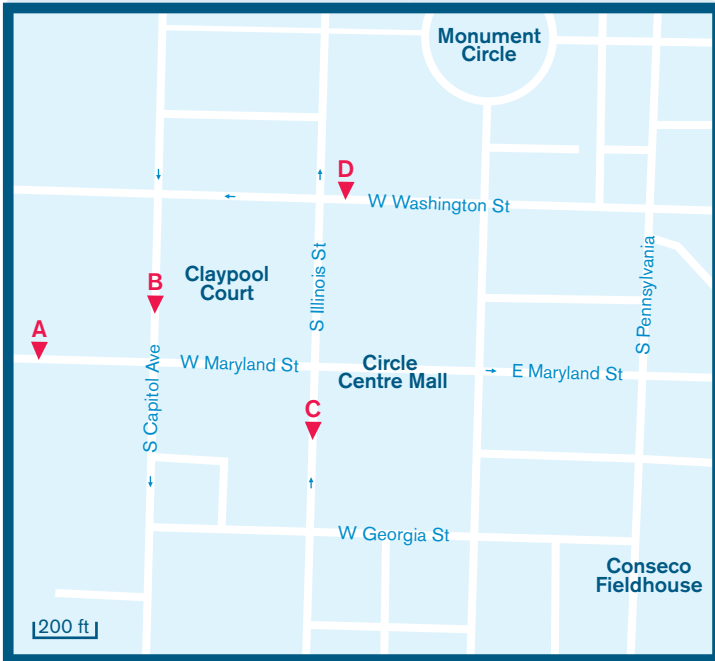 Monument
Circle
D
W Washington St
Claypool
Court
S Illinois St
S Pennsylvania
B
A
W Maryland St
Circle
Centre Mall
E Maryland St
S Capitol Ave
C
W Georgia St
Conseco
Fieldhouse
200 ft